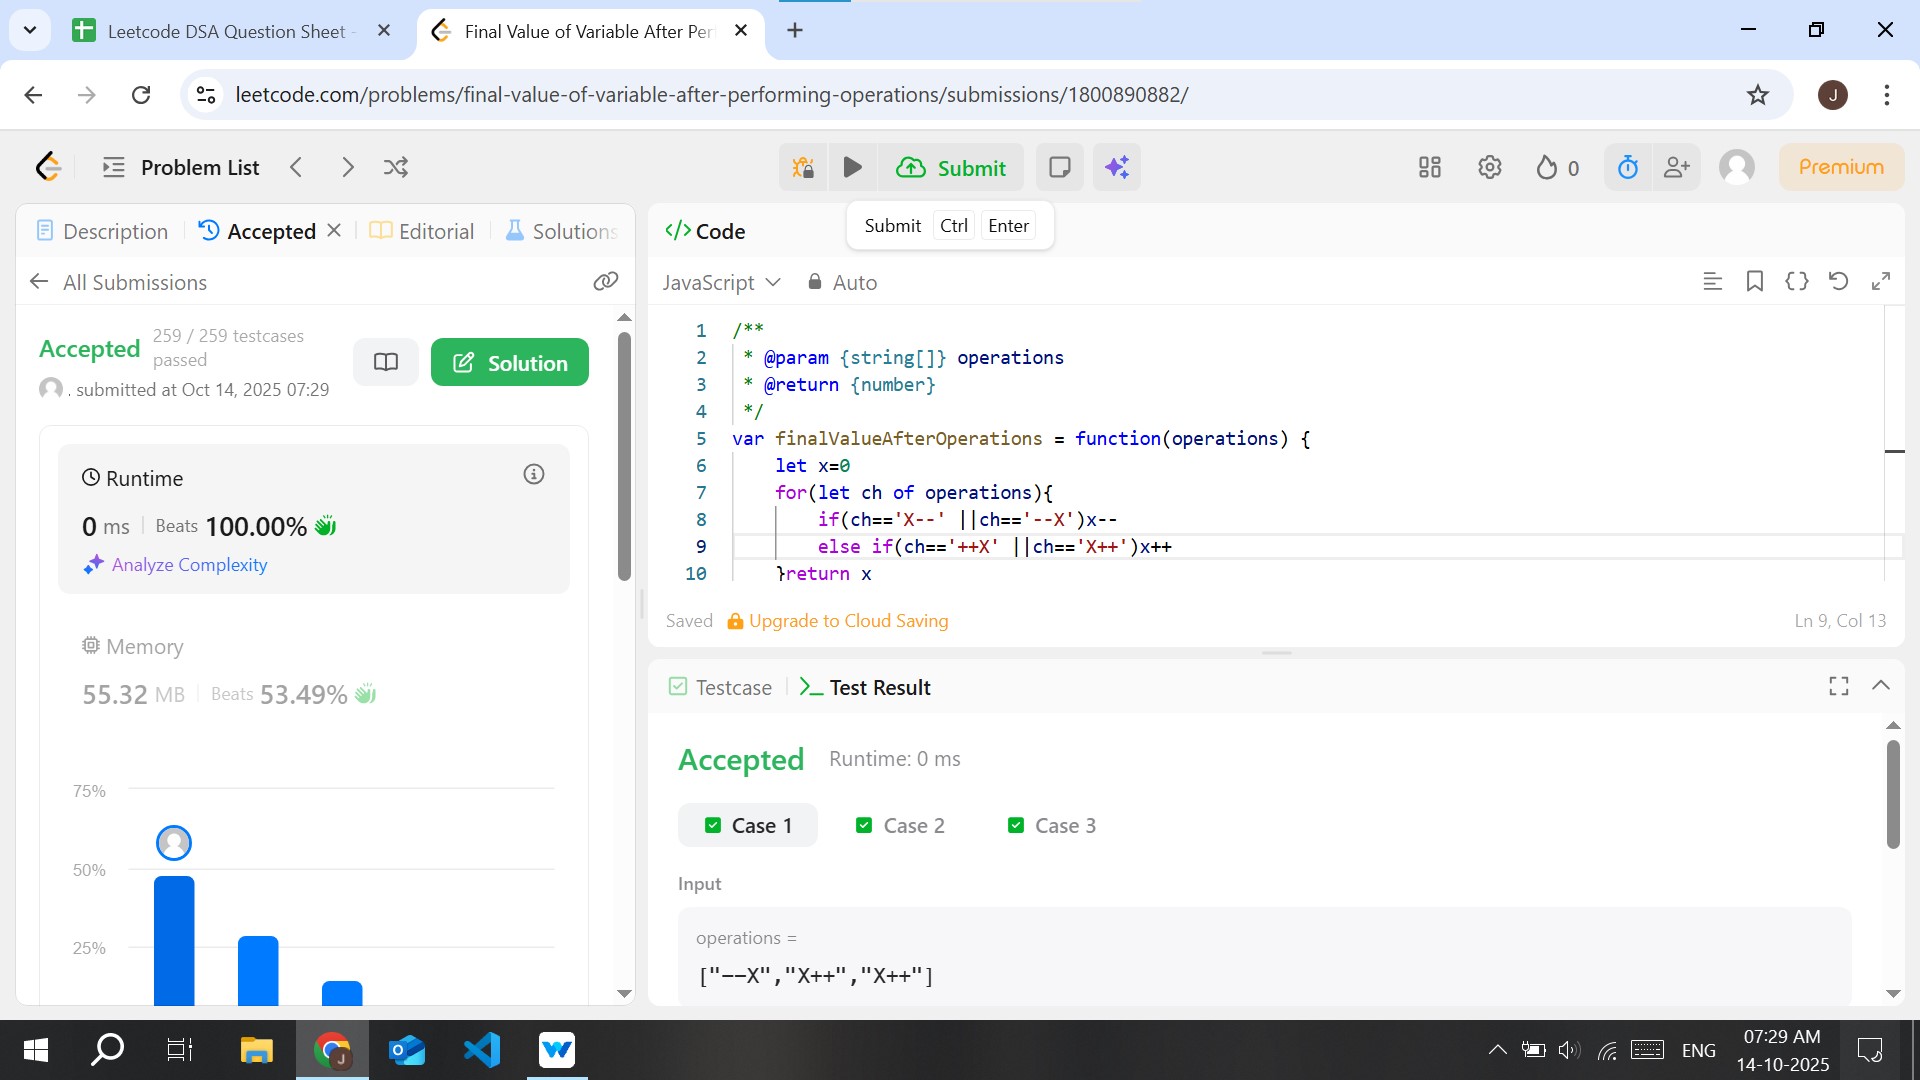 Leetcode DSA Question Sheet -
Final Value of Variable After Per
leetcode.com/problems/final-value-of-variable-after-performing-operations/submissions/1800890882/
J
Problem List
Submit
0
Premium
Description
Accepted
Editorial
Solutions
</> Code
Submit Ctrl Enter
All Submissions
JavaScript
Auto
Accepted
259 / 259 testcases
passed
Solution
. submitted at Oct 14, 2025 07:29
Runtime
0 ms
Beats 100.00%
Analyze Complexity
Memory
55.32 MB
Beats 53.49%
75%
50%
25%
1 /**
2 * @param {string[]} operations
3 * @return {number}
4 */
5 var finalValueAfterOperations = function(operations) {
6 let x=0
7 for(let ch of operations){
8 if(ch=='X--' ||ch=='--X')x--
9 else if(ch=='++X' ||ch=='X++')x++
10 }return x
Saved
Upgrade to Cloud Saving
Ln 9, Col 13
Testcase
Test Result
Accepted
Runtime: 0 ms
Case 1
Case 2
Case 3
Input
operations =
["--X","X++","X++"]
J
W
ENG
07:29 AM
14-10-2025